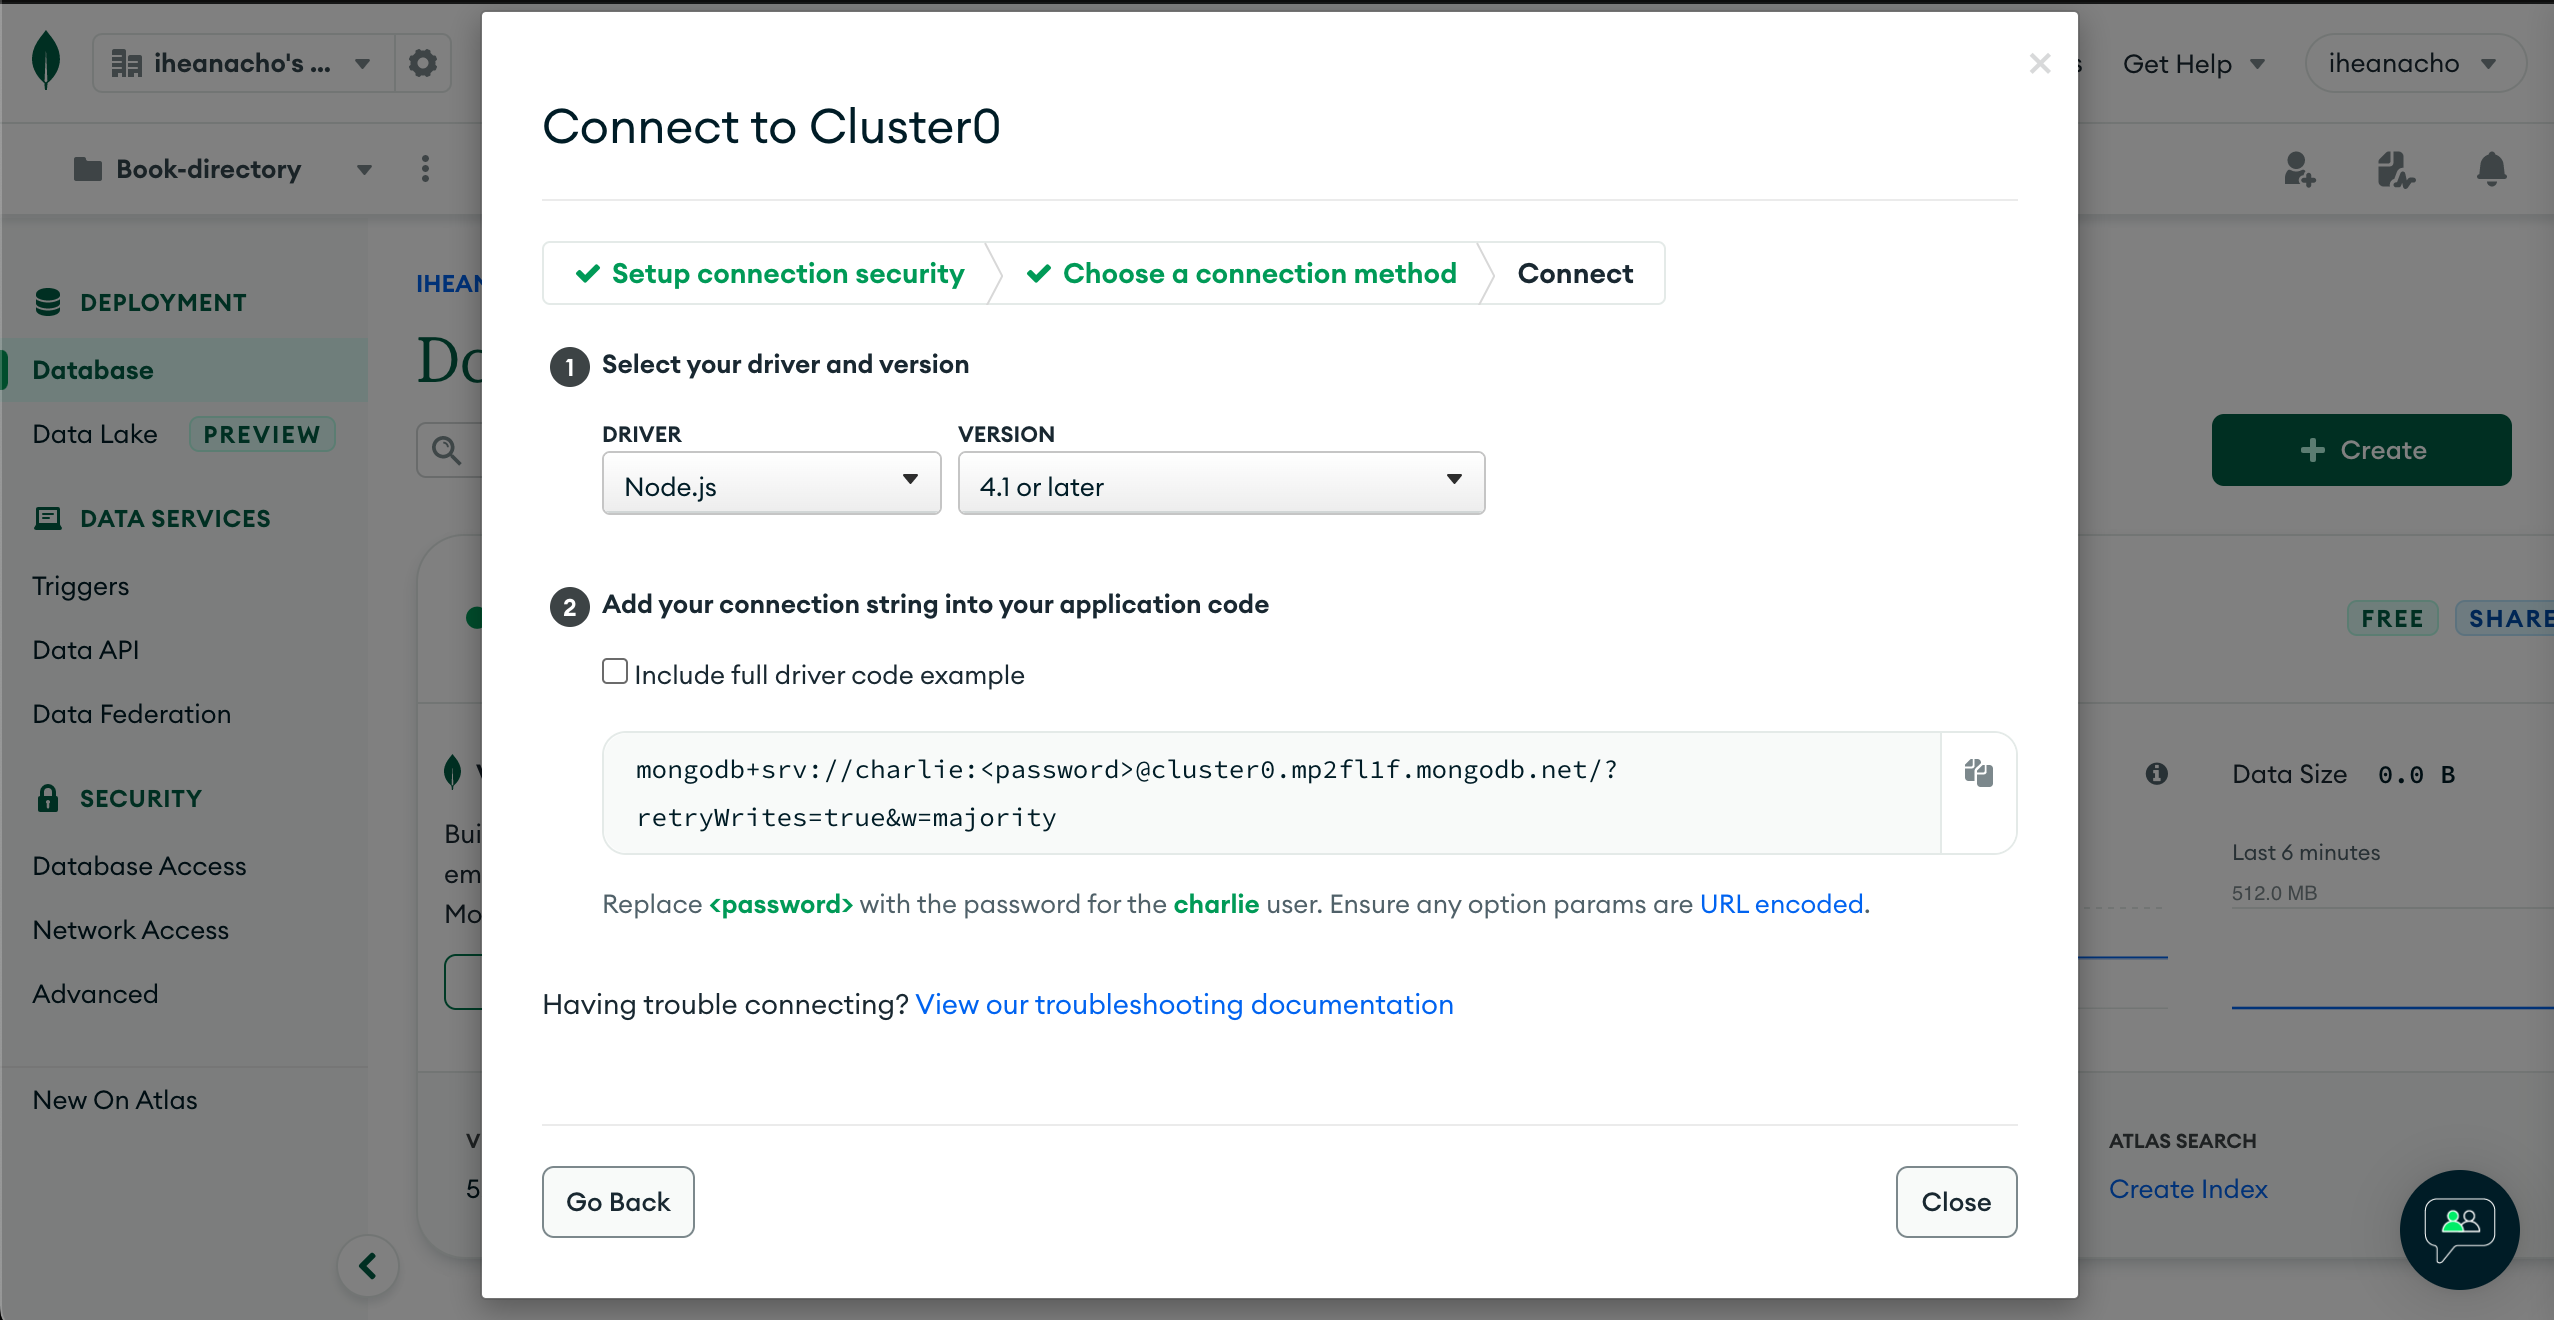 iheanacho's ...
Get Help
iheanacho
Book-directory
DEPLOYMENT
Database
Data Lake PREVIEW
DATA SERVICES
Triggers
Data API
Data Federation
SECURITY
Database Access
Network Access
Advanced
New On Atlas
Connect to Cluster0
Setup connection security
Choose a connection method
Connect
1 Select your driver and version
DRIVER VERSION
Node.js 4.1 or later
2 Add your connection string into your application code
Include full driver code example
mongodb+srv://charlie:<password>@cluster0.mp2fl1f.mongodb.net/?
retryWrites=true&w=majority
Replace <password> with the password for the charlie user. Ensure any option params are URL encoded.
Having trouble connecting? View our troubleshooting documentation
Go Back
Close
Create
FREE
Data Size 0.0 B
Last 6 minutes
512.0 MB
ATLAS SEARCH
Create Index